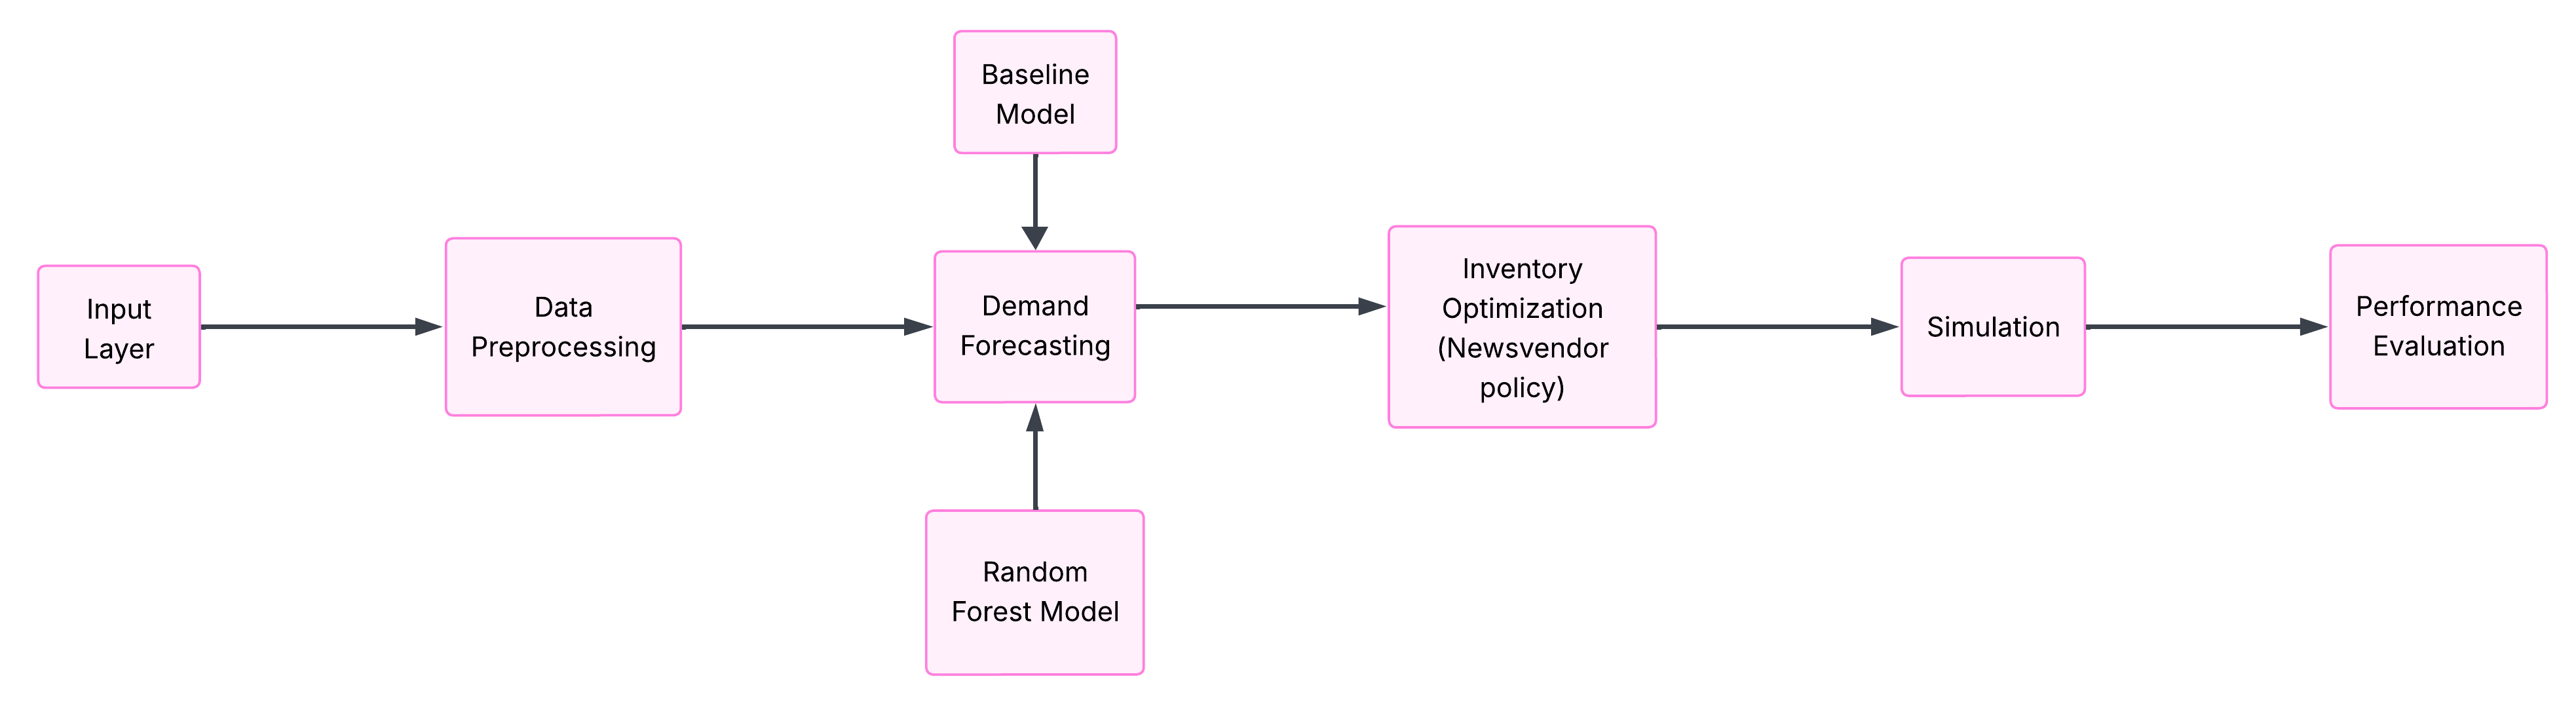 Baseline
Model
Input
Layer
Data
Preprocessing
Demand
Forecasting
Inventory
Optimization
(Newsvendor
policy)
Simulation
Performance
Evaluation
Random
Forest Model